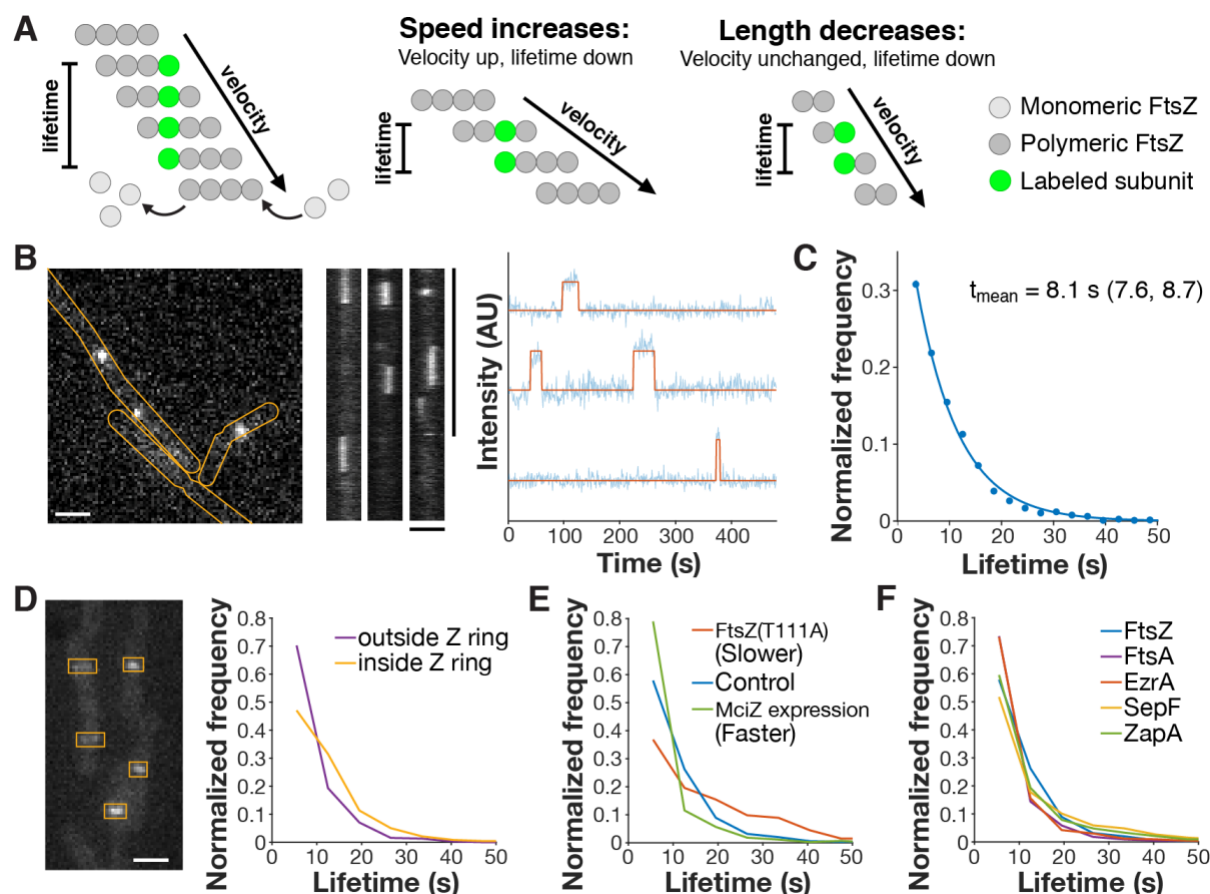 A
lifetime
velocity
Speed increases:
Velocity up, lifetime down
lifetime
velocity
Length decreases:
Velocity unchanged, lifetime down
lifetime
velocity
Monomeric FtsZ
Polymeric FtsZ
Labeled subunit
B
Intensity (AU)
0 100 200 300 400
Time (s)
C
Normalized frequency
0.3
0.2
0.1
0
t_mean = 8.1 s (7.6, 8.7)
0 10 20 30 40 50
Lifetime (s)
D
Normalized frequency
0.8
0.7
0.6
0.5
0.4
0.3
0.2
0.1
0
outside Z ring
inside Z ring
0 10 20 30 40 50
Lifetime (s)
E
Normalized frequency
0.8
0.7
0.6
0.5
0.4
0.3
0.2
0.1
0
FtsZ(T111A)
(Slower)
Control
MciZ expression
(Faster)
0 10 20 30 40 50
Lifetime (s)
F
Normalized frequency
0.8
0.7
0.6
0.5
0.4
0.3
0.2
0.1
0
FtsZ
FtsA
EzrA
SepF
ZapA
0 10 20 30 40 50
Lifetime (s)